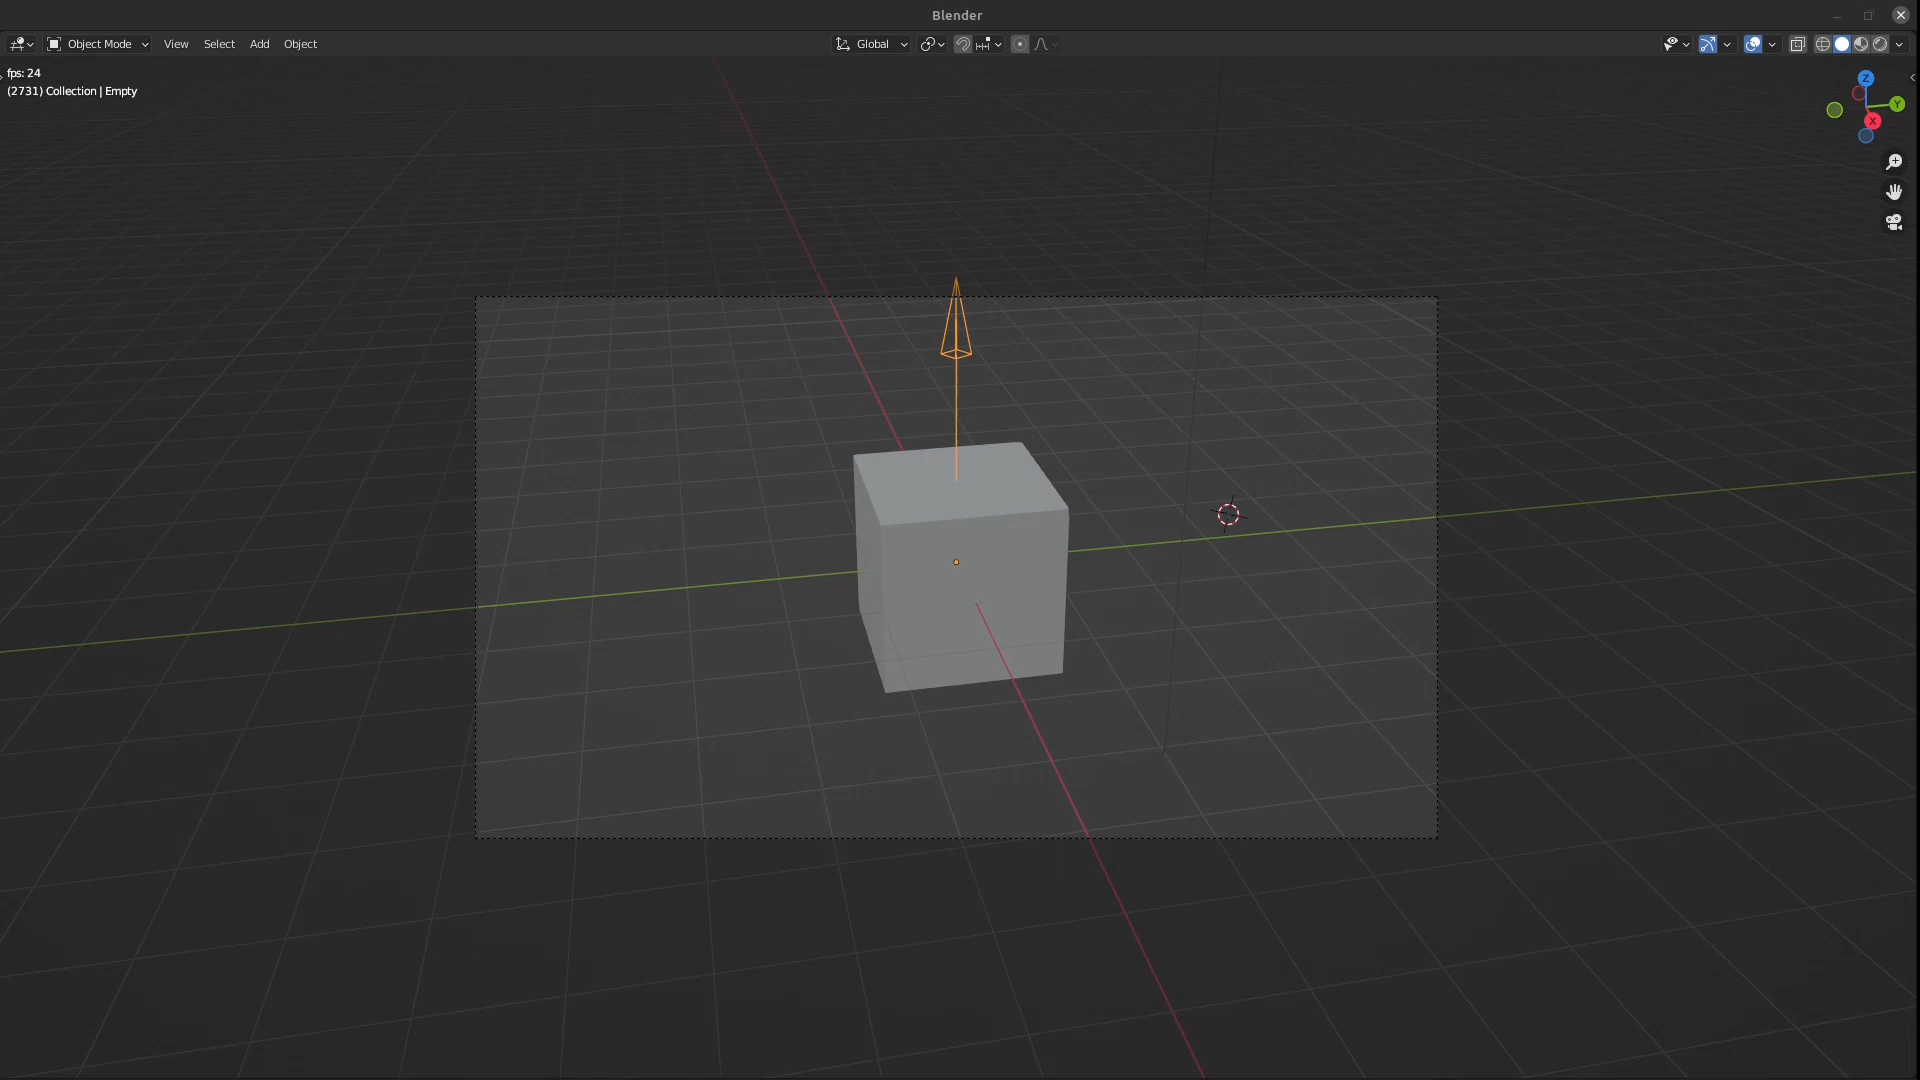 Blender
Object Mode View Select Add Object Global
fps: 24
(2731) Collection | Empty
Z
Y
X